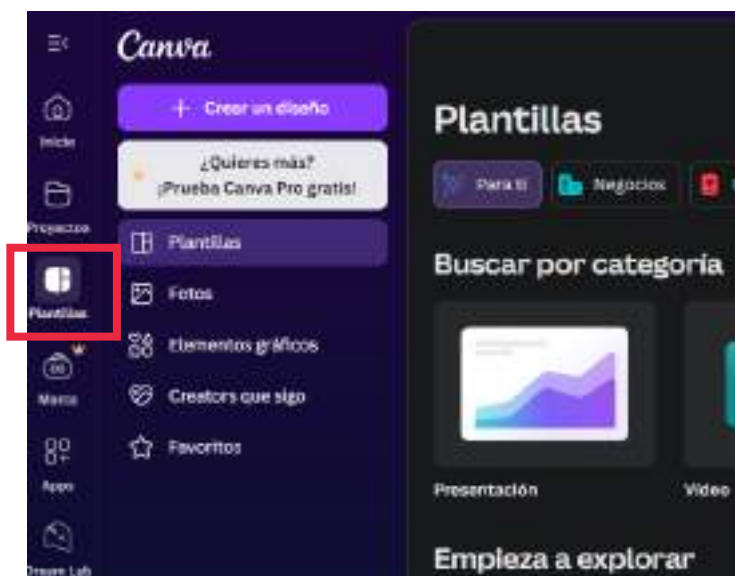 Canva
Inicio
Proyectos
Plantillas
Marca
Apps
Dream Lab
+ Crear un diseño
¿Quieres más?
¡Prueba Canva Pro gratis!
Plantillas
Fotos
Elementos gráficos
Creators que sigo
Favoritos
Plantillas
Para ti
Negocios
Buscar por categoría
Presentación
Video
Empieza a explorar